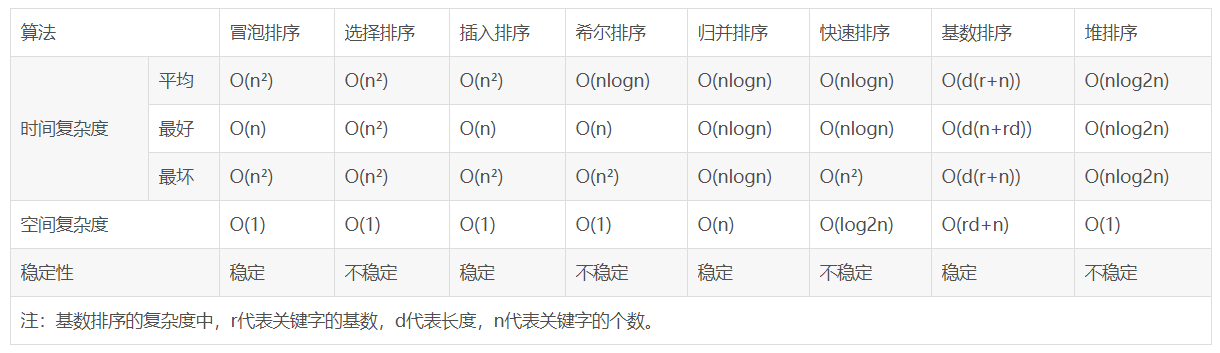 算法 冒泡排序 选择排序 插入排序 希尔排序 归并排序 快速排序 基数排序 堆排序
时间复杂度 平均 O(n²) O(n²) O(n²) O(nlogn) O(nlogn) O(nlogn) O(d(r+n)) O(nlog2n)
最好 O(n) O(n²) O(n) O(n) O(nlogn) O(nlogn) O(d(n+rd)) O(nlog2n)
最坏 O(n²) O(n²) O(n²) O(n²) O(nlogn) O(n²) O(d(r+n)) O(nlog2n)
空间复杂度 O(1) O(1) O(1) O(1) O(n) O(log2n) O(rd+n) O(1)
稳定性 稳定 不稳定 稳定 不稳定 稳定 不稳定 稳定 不稳定
注：基数排序的复杂度中，r代表关键字的基数，d代表长度，n代表关键字的个数。